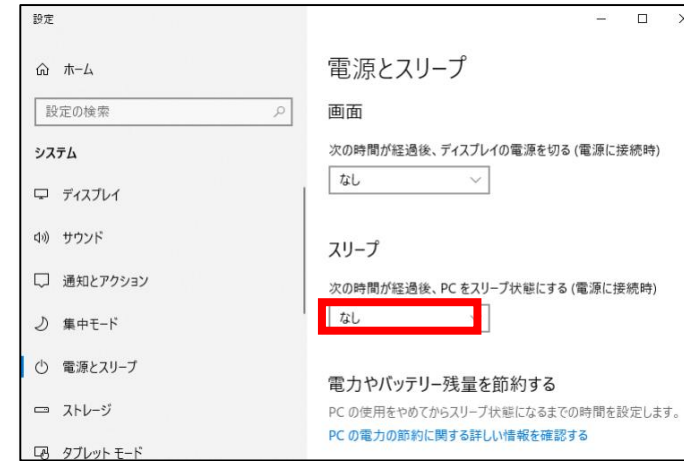 設定
ホーム
設定の検索
システム
ディスプレイ
サウンド
通知とアクション
集中モード
電源とスリープ
ストレージ
タブレット モード
電源とスリープ
画面
次の時間が経過後、ディスプレイの電源を切る (電源に接続時)
なし
スリープ
次の時間が経過後、PC をスリープ状態にする (電源に接続時)
なし
電力やバッテリー残量を節約する
PC の使用をやめてからスリープ状態になるまでの時間を設定します。
PC の電力の節約に関する詳しい情報を確認する